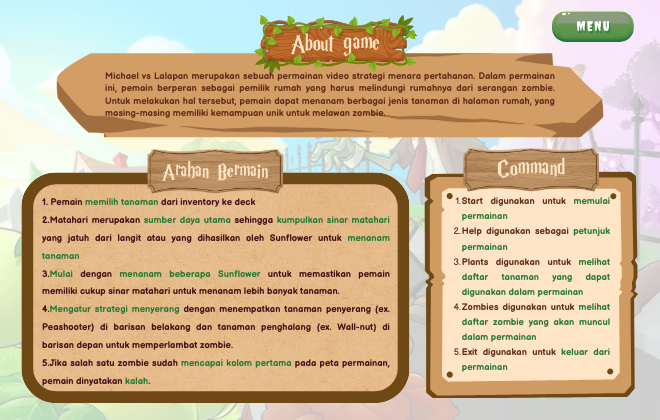 About game
MENU
Michael vs Lalapan merupakan sebuah permainan video strategi menara pertahanan. Dalam permainan
ini, pemain berperan sebagai pemilik rumah yang harus melindungi rumahnya dari serangan zombie.
Untuk melakukan hal tersebut, pemain dapat menanam berbagai jenis tanaman di halaman rumah, yang
masing-masing memiliki kemampuan unik untuk melawan zombie.
Arahan Bermain
1. Pemain memilih tanaman dari inventory ke deck
2.Matahari merupakan sumber daya utama sehingga kumpulkan sinar matahari
yang jatuh dari langit atau yang dihasilkan oleh Sunflower untuk menanam
tanaman
3.Mulai dengan menanam beberapa Sunflower untuk memastikan pemain
memiliki cukup sinar matahari untuk menanam lebih banyak tanaman.
4.Mengatur strategi menyerang dengan menempatkan tanaman penyerang (ex.
Peashooter) di barisan belakang dan tanaman penghalang (ex. Wall-nut) di
barisan depan untuk memperlambat zombie.
5.Jika salah satu zombie sudah mencapai kolom pertama pada peta permainan,
pemain dinyatakan kalah.
Command
1.Start digunakan untuk memulai
permainan
2. Help digunakan sebagai petunjuk
permainan
3. Plants digunakan untuk melihat
daftar tanaman yang dapat
digunakan dalam permainan
4.Zombies digunakan untuk melihat
daftar zombie yang akan muncul
dalam permainan
5. Exit digunakan untuk keluar dari
permainan